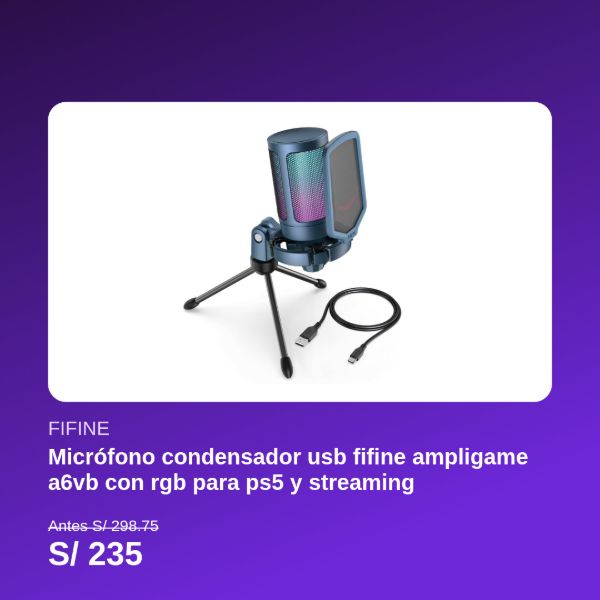 FIFINE
Micrófono condensador usb fifine ampligame
a6vb con rgb para ps5 y streaming
Antes S/ 298.75
S/ 235